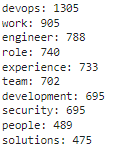 devops: 1305
work: 905
engineer: 788
role: 740
experience: 733
team: 702
development: 695
security: 695
people: 489
solutions: 475